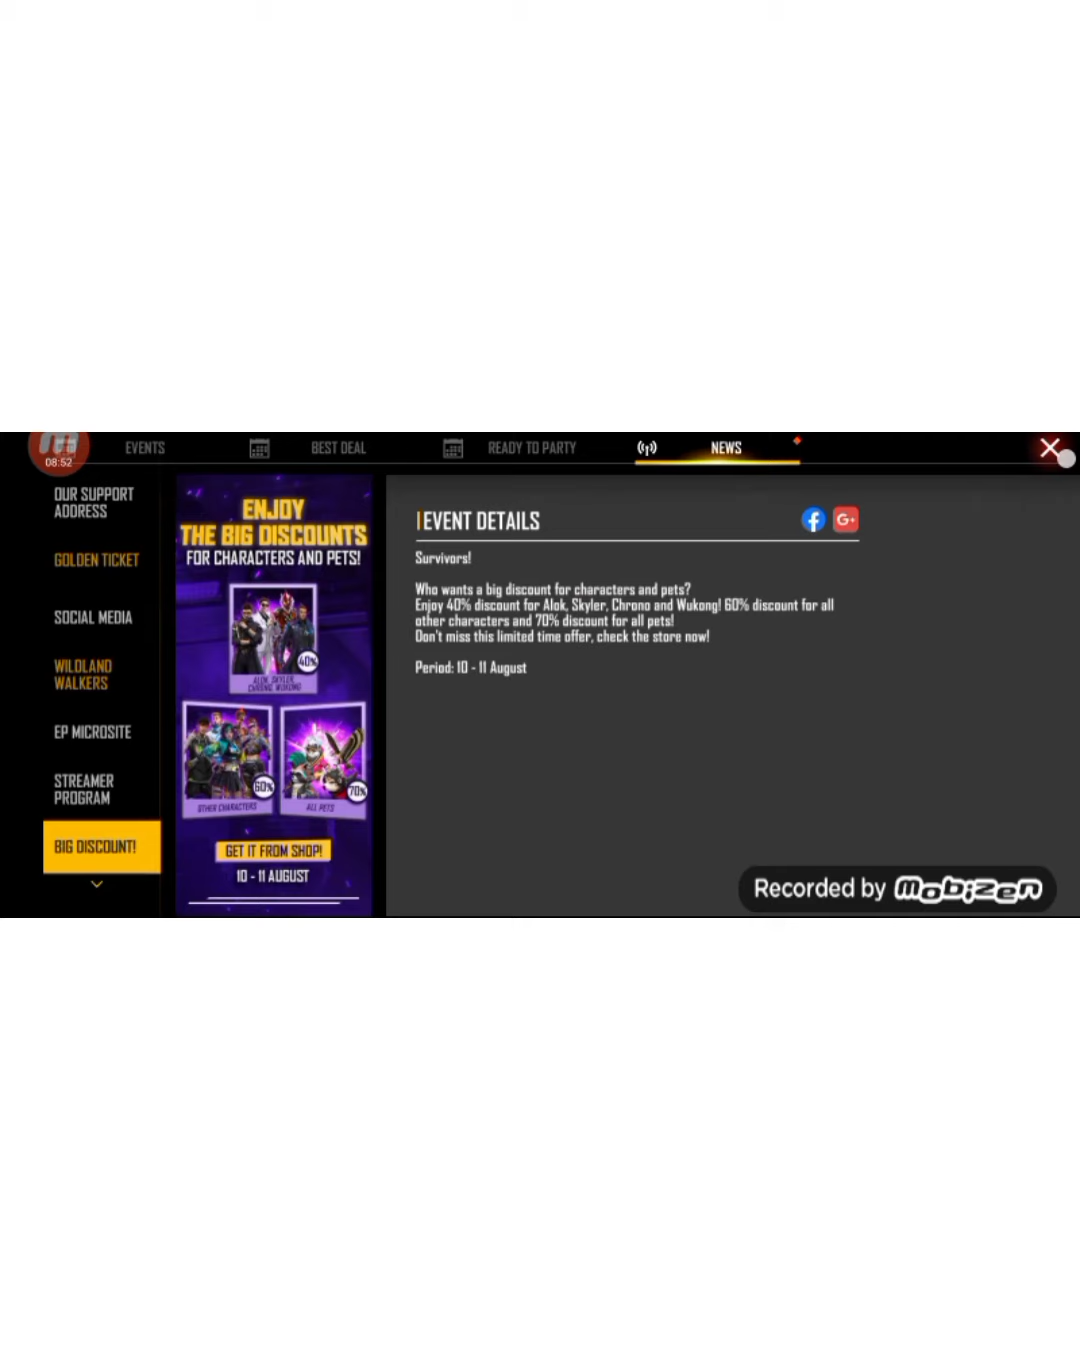 EVENTS
BEST DEAL
READY TO PARTY
NEWS
08:52
OUR SUPPORT
ADDRESS
GOLDEN TICKET
SOCIAL MEDIA
WILDLAND
WALKERS
EP MICROSITE
STREAMER
PROGRAM
BIG DISCOUNT!
ENJOY
THE BIG DISCOUNTS
FOR CHARACTERS AND PETS!
40%
ALOK, SKYLER,
CHRONO, WUKONG
60%
OTHER CHARACTERS
70%
ALL PETS
GET IT FROM SHOP!
10 - 11 AUGUST
EVENT DETAILS
G+
Survivors!
Who wants a big discount for characters and pets?
Enjoy 40% discount for Alok, Skyler, Chrono and Wukong! 60% discount for all
other characters and 70% discount for all pets!
Don't miss this limited time offer, check the store now!
Period: 10 - 11 August
Recorded by Mobizen